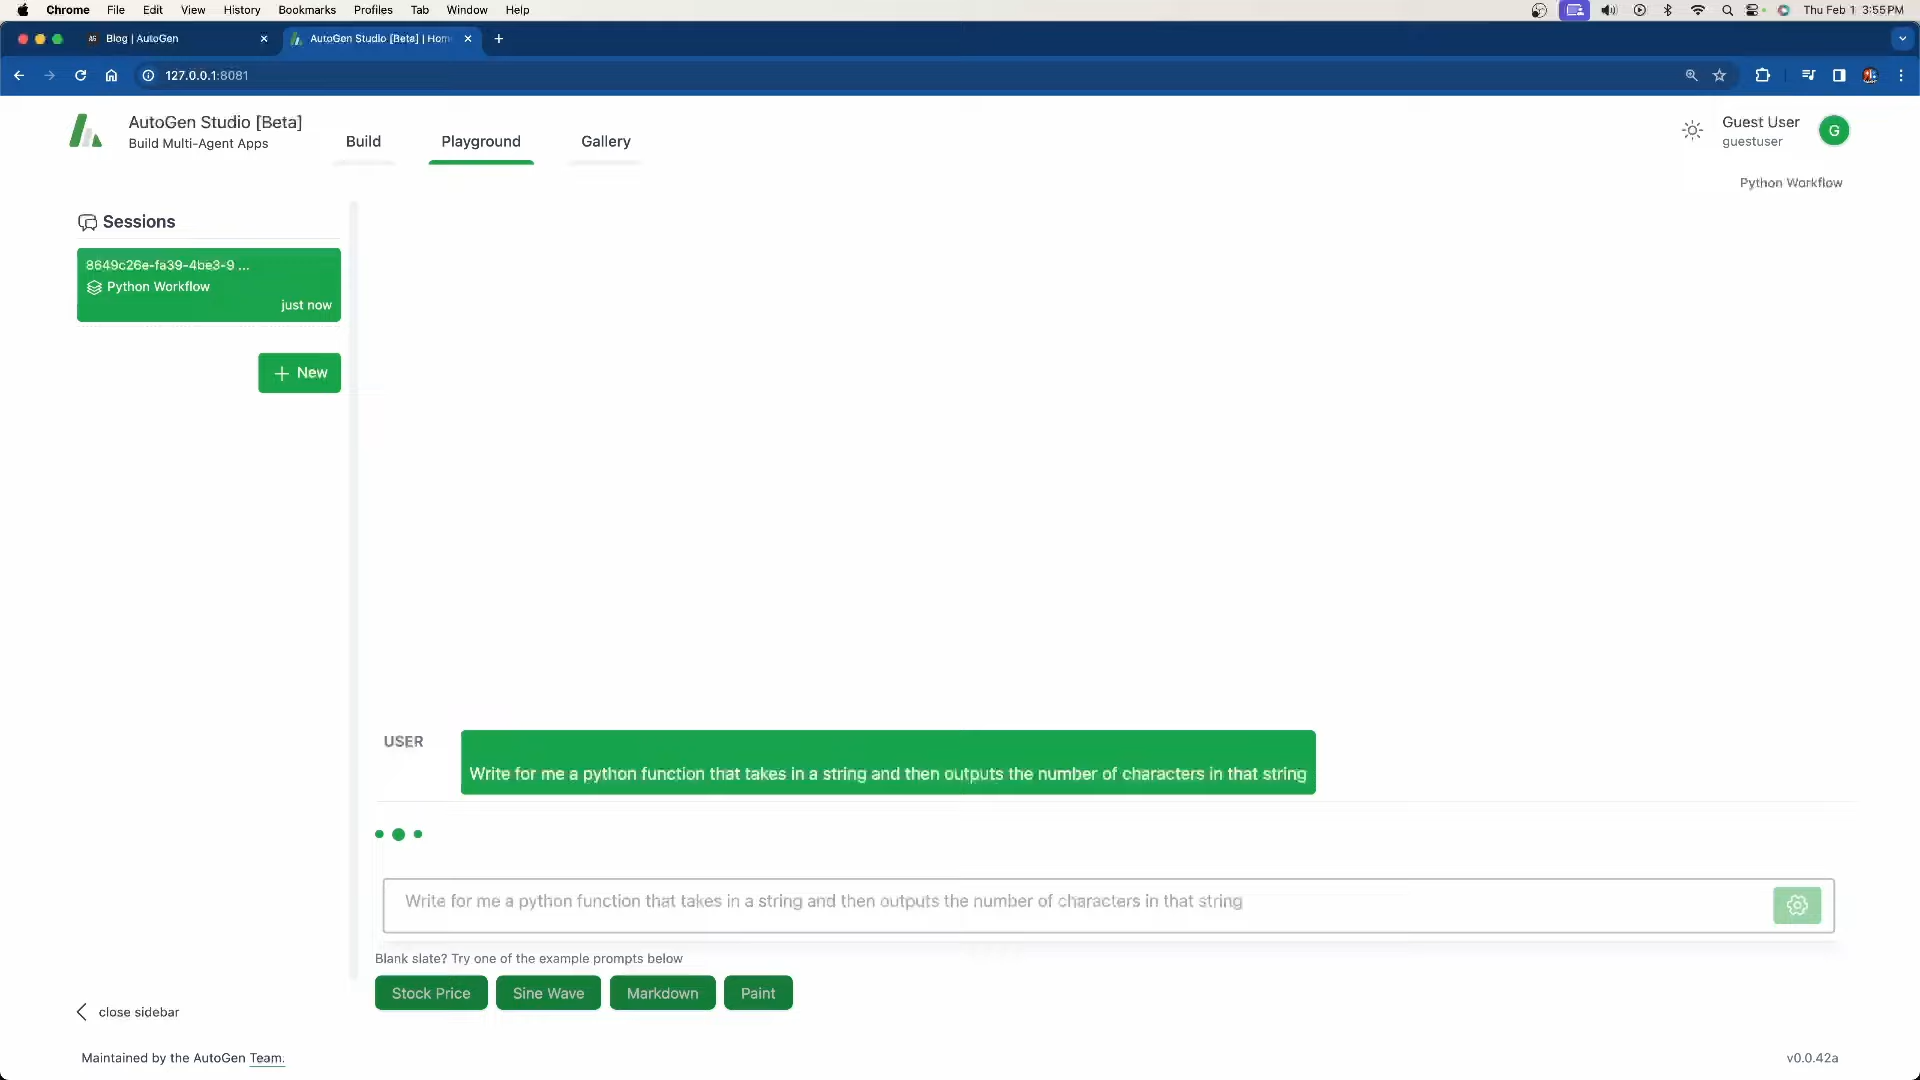 Chrome File Edit View History Bookmarks Profiles Tab Window Help Thu Feb 1 3:55PM
AG Blog | AutoGen AutoGen Studio [Beta] | Hom
127.0.0.1:8081
AutoGen Studio [Beta]
Build Multi-Agent Apps
Build Playground Gallery
Guest User
guestuser
G
Python Workflow
Sessions
8649c26e-fa39-4be3-9 ...
Python Workflow
just now
New
USER
Write for me a python function that takes in a string and then outputs the number of characters in that string
Write for me a python function that takes in a string and then outputs the number of characters in that string
Blank slate? Try one of the example prompts below
Stock Price Sine Wave Markdown Paint
close sidebar
Maintained by the AutoGen Team.
v0.0.42a